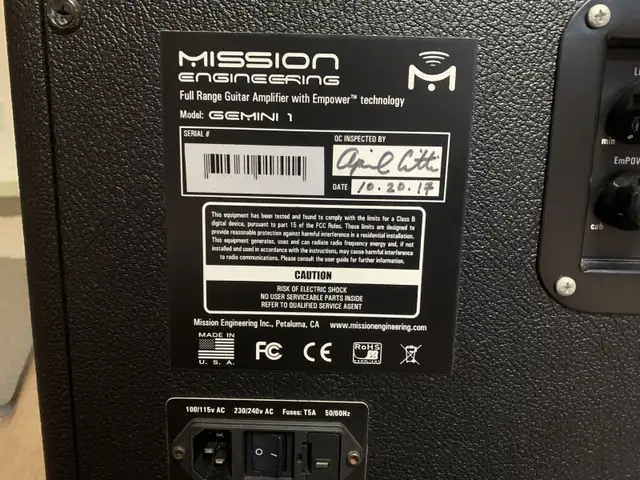 MISSION
ENGINEERING
Full Range Guitar Amplifier with Empower™ technology
Model: GEMINI 1
SERIAL #
QC INSPECTED BY
DATE 10.20.17
This equipment has been tested and found to comply with the limits for a Class B
digital device, pursuant to part 15 of the FCC Rules. These limits are designed to
provide reasonable protection against harmful interference in a residential installation.
This equipment generates, uses and can radiate radio frequency energy and, if not
installed and used in accordance with the instructions, may cause harmful interference
to radio communications. Please consult the user guide for further information.
CAUTION
RISK OF ELECTRIC SHOCK
NO USER SERVICEABLE PARTS INSIDE
REFER TO QUALIFIED SERVICE AGENT
Mission Engineering Inc., Petaluma, CA www.missionengineering.com
MADE IN
U.S.A.
FC CE RoHS
min
EmPOW
cab
100/115v AC 230/240v AC Fuses: T5A 50/60Hz